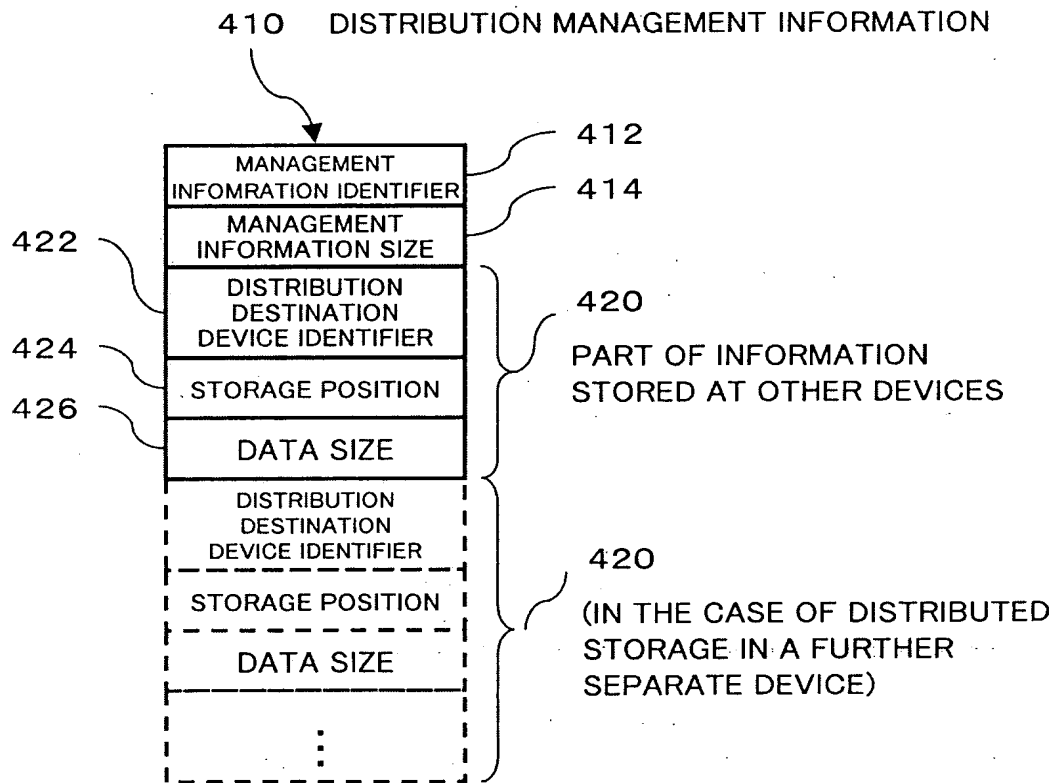 410 DISTRIBUTION MANAGEMENT INFORMATION
412
MANAGEMENT
INFOMRATION IDENTIFIER
414
MANAGEMENT
INFORMATION SIZE
422
DISTRIBUTION
DESTINATION
DEVICE IDENTIFIER
420
PART OF INFORMATION
STORED AT OTHER DEVICES
424
STORAGE POSITION
426
DATA SIZE
DISTRIBUTION
DESTINATION
DEVICE IDENTIFIER
420
(IN THE CASE OF DISTRIBUTED
STORAGE IN A FURTHER
SEPARATE DEVICE)
STORAGE POSITION
DATA SIZE
⋮